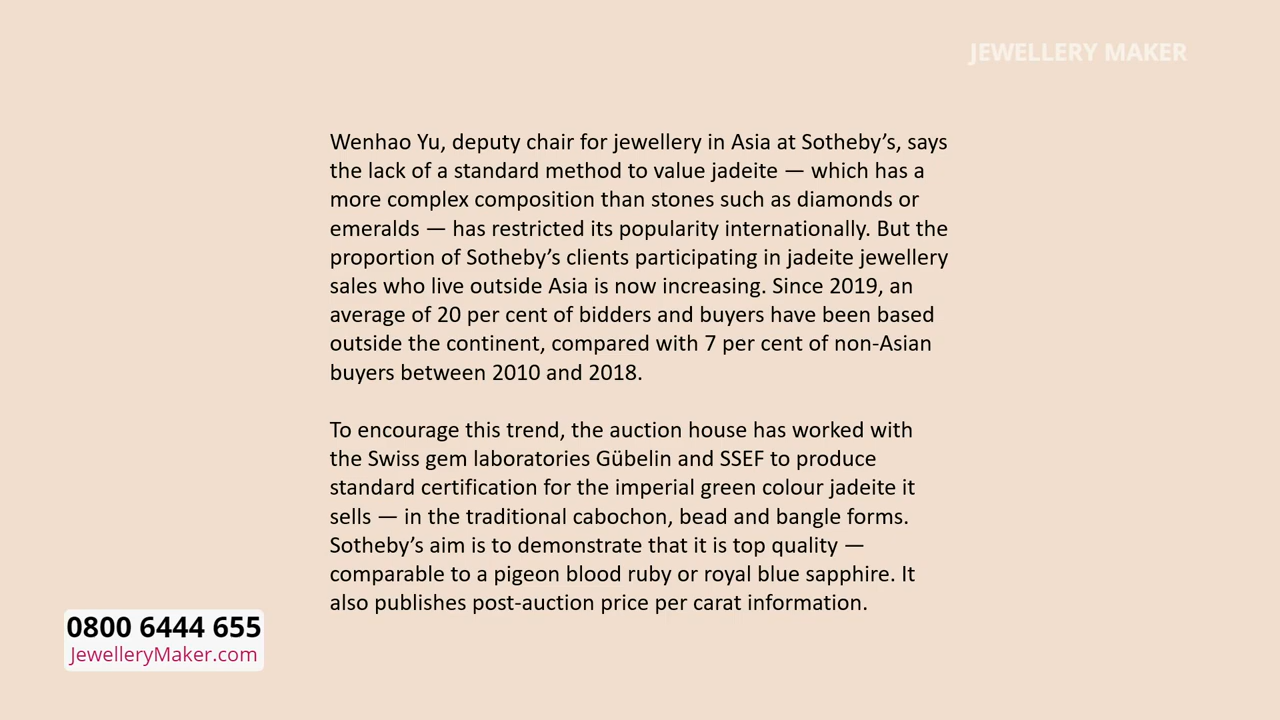 JEWELLERY MAKER
Wenhao Yu, deputy chair for jewellery in Asia at Sotheby’s, says
the lack of a standard method to value jadeite — which has a
more complex composition than stones such as diamonds or
emeralds — has restricted its popularity internationally. But the
proportion of Sotheby’s clients participating in jadeite jewellery
sales who live outside Asia is now increasing. Since 2019, an
average of 20 per cent of bidders and buyers have been based
outside the continent, compared with 7 per cent of non-Asian
buyers between 2010 and 2018.
To encourage this trend, the auction house has worked with
the Swiss gem laboratories Gübelin and SSEF to produce
standard certification for the imperial green colour jadeite it
sells — in the traditional cabochon, bead and bangle forms.
Sotheby’s aim is to demonstrate that it is top quality —
comparable to a pigeon blood ruby or royal blue sapphire. It
also publishes post-auction price per carat information.
0800 6444 655
JewelleryMaker.com